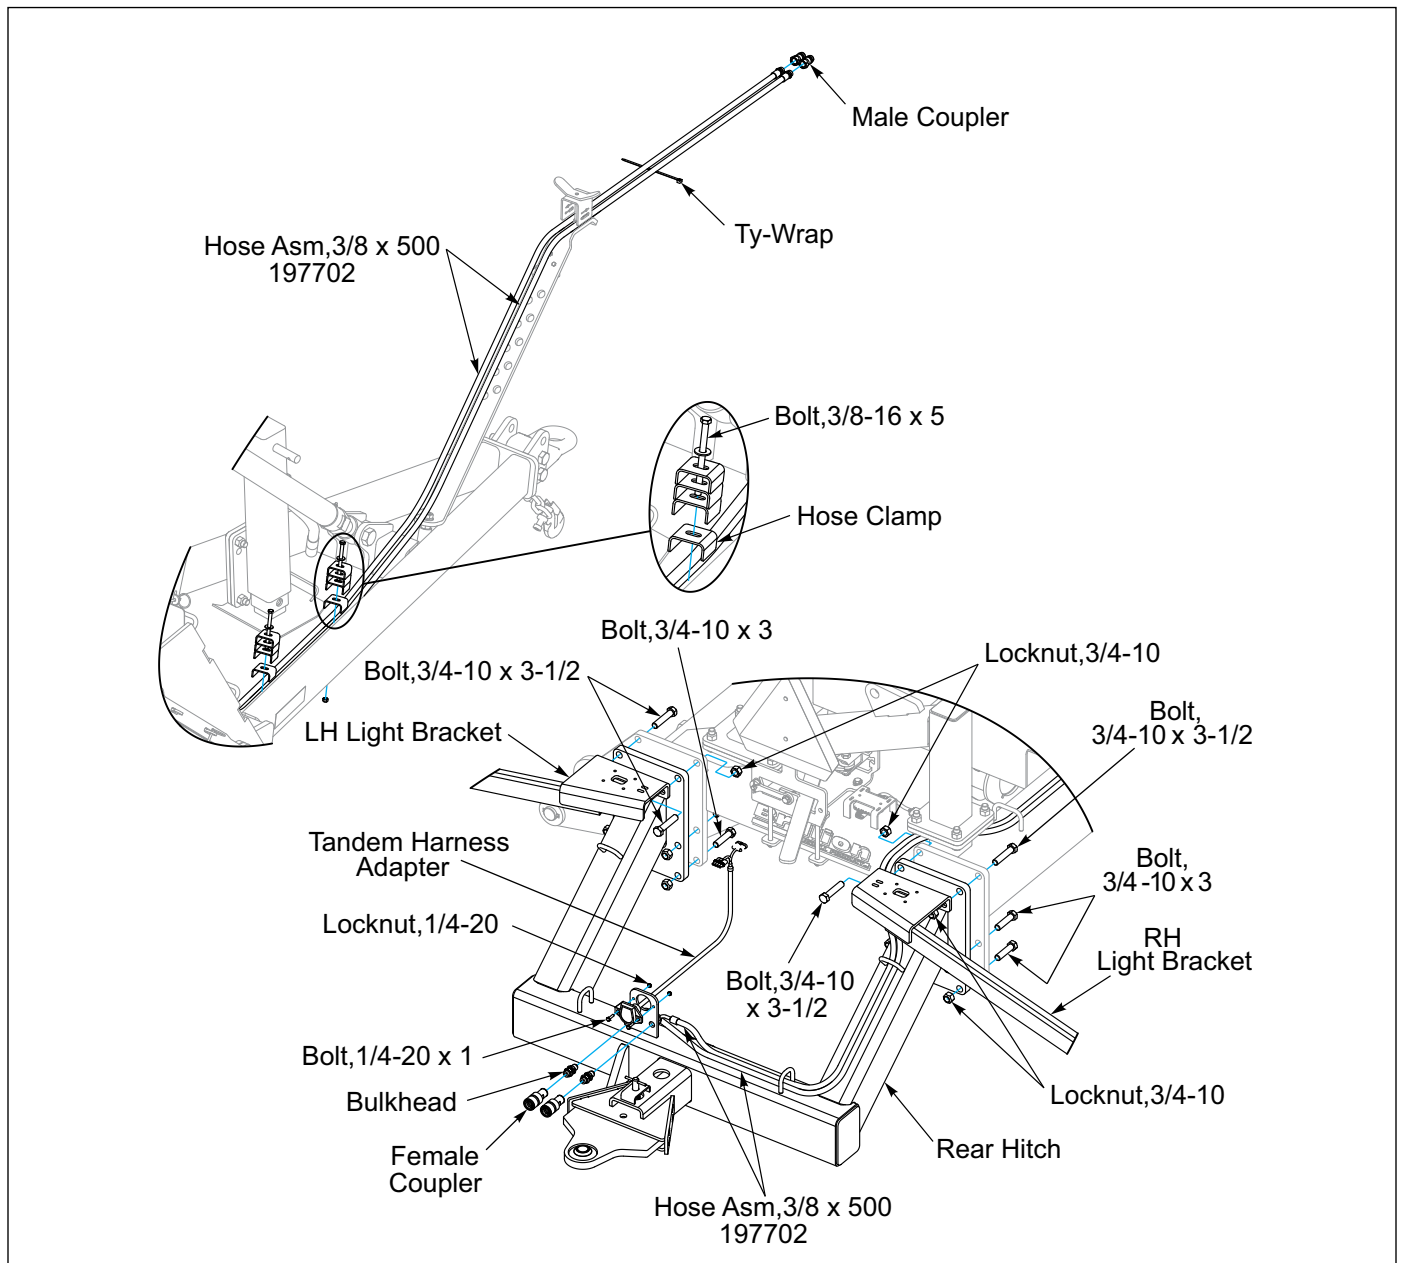 Male Coupler
Ty-Wrap
Hose Asm,3/8 x 500
197702
Bolt,3/8-16 x 5
Hose Clamp
Bolt,3/4-10 x 3
Locknut,3/4-10
Bolt,3/4-10 x 3-1/2
Bolt,
3/4-10 x 3-1/2
LH Light Bracket
Tandem Harness
Adapter
Bolt,
3/4-10 x 3
Locknut,1/4-20
RH
Light Bracket
Bolt,3/4-10
x 3-1/2
Bolt,1/4-20 x 1
Bulkhead
Locknut,3/4-10
Female
Coupler
Rear Hitch
Hose Asm,3/8 x 500
197702